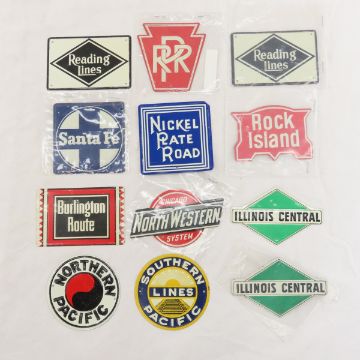 Reading
Lines
PRR
Reading
Lines
Santa Fe
NICKEL
PLATE
ROAD
Rock
Island
Burlington
Route
CHICAGO
NORTH WESTERN
SYSTEM
ILLINOIS CENTRAL
NORTHERN
PACIFIC
SOUTHERN
LINES
PACIFIC
ILLINOIS CENTRAL